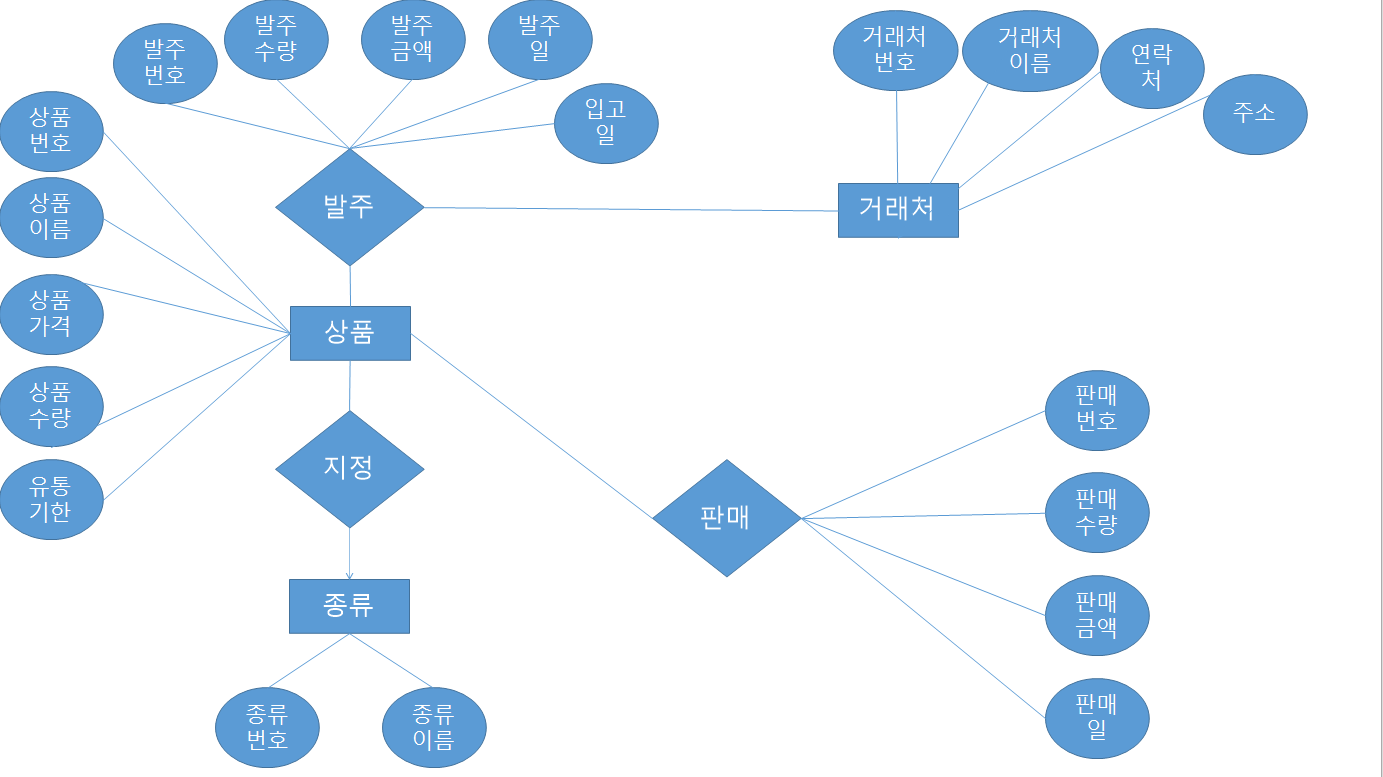 발주
번호
발주
수량
발주
금액
발주
일
입고
일
거래처
번호
거래처
이름
연락
처
주소
상품
번호
상품
이름
상품
가격
상품
수량
유통
기한
발주
거래처
상품
지정
종류
종류
번호
종류
이름
판매
판매
번호
판매
수량
판매
금액
판매
일